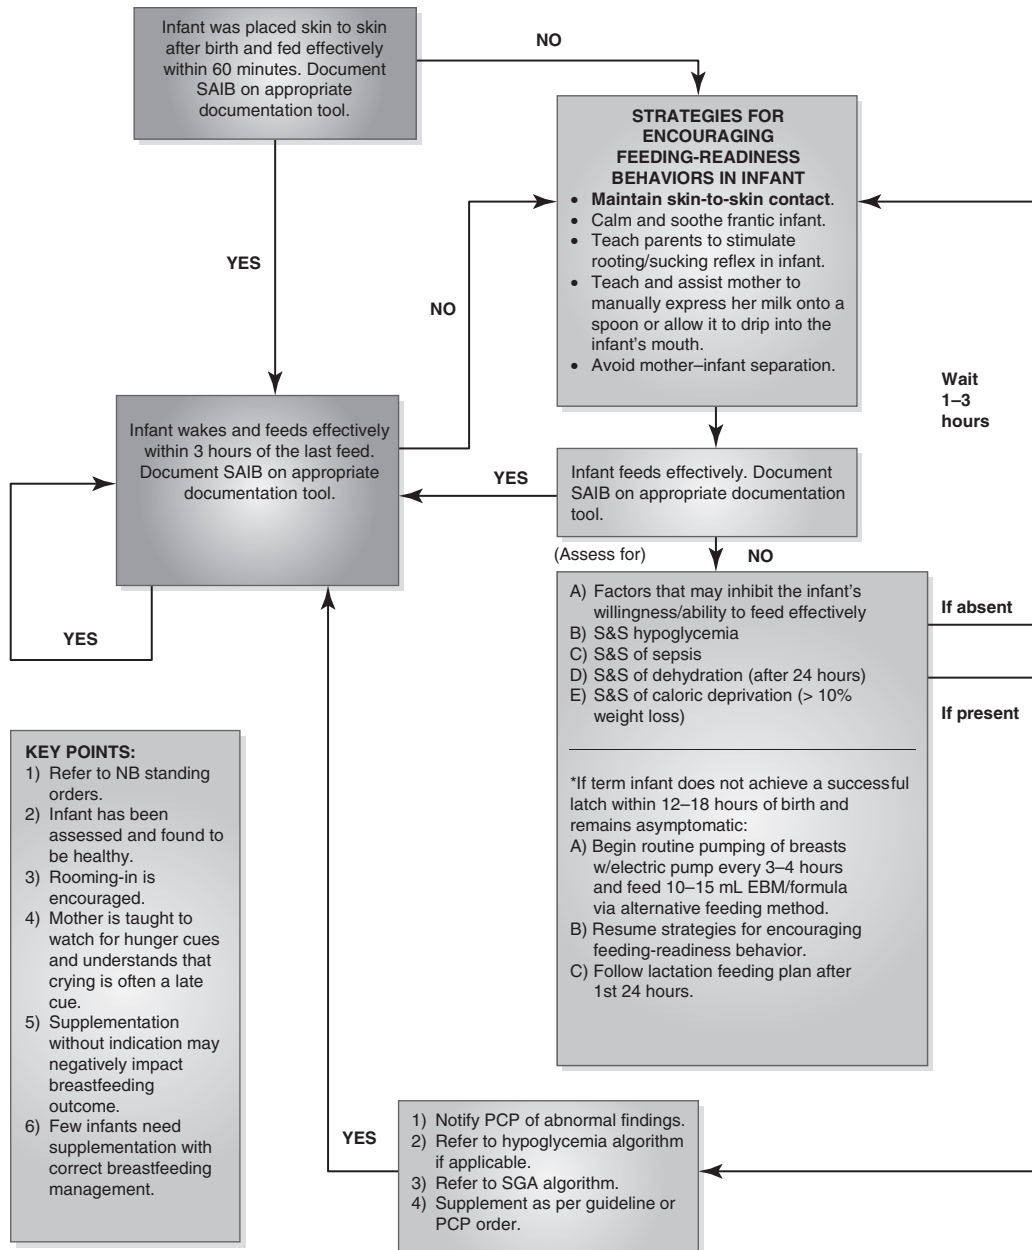 Infant was placed skin to skin
after birth and fed effectively
within 60 minutes. Document
SAIB on appropriate
documentation tool.
NO
STRATEGIES FOR
ENCOURAGING
FEEDING-READINESS
BEHAVIORS IN INFANT
• Maintain skin-to-skin contact.
• Calm and soothe frantic infant.
• Teach parents to stimulate
rooting/sucking reflex in infant.
• Teach and assist mother to
manually express her milk onto a
spoon or allow it to drip into the
infant's mouth.
• Avoid mother–infant separation.
YES
NO
Wait
1–3
hours
Infant wakes and feeds effectively
within 3 hours of the last feed.
Document SAIB on appropriate
documentation tool.
YES
Infant feeds effectively. Document
SAIB on appropriate documentation
tool.
(Assess for)
NO
YES
A) Factors that may inhibit the infant's
willingness/ability to feed effectively
B) S&S hypoglycemia
C) S&S of sepsis
D) S&S of dehydration (after 24 hours)
E) S&S of caloric deprivation (> 10%
weight loss)
If absent
If present
*If term infant does not achieve a successful
latch within 12–18 hours of birth and
remains asymptomatic:
A) Begin routine pumping of breasts
w/electric pump every 3–4 hours
and feed 10–15 mL EBM/formula
via alternative feeding method.
B) Resume strategies for encouraging
feeding-readiness behavior.
C) Follow lactation feeding plan after
1st 24 hours.
KEY POINTS:
1) Refer to NB standing
orders.
2) Infant has been
assessed and found to
be healthy.
3) Rooming-in is
encouraged.
4) Mother is taught to
watch for hunger cues
and understands that
crying is often a late
cue.
5) Supplementation
without indication may
negatively impact
breastfeeding
outcome.
6) Few infants need
supplementation with
correct breastfeeding
management.
YES
1) Notify PCP of abnormal findings.
2) Refer to hypoglycemia algorithm
if applicable.
3) Refer to SGA algorithm.
4) Supplement as per guideline or
PCP order.